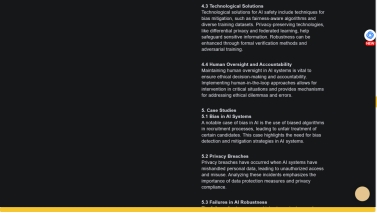 4.3 Technological Solutions
Technological solutions for AI safety include techniques for
bias mitigation, such as fairness-aware algorithms and
diverse training datasets. Privacy-preserving technologies,
like differential privacy and federated learning, help
safeguard sensitive information. Robustness can be
enhanced through formal verification methods and
adversarial training.
4.4 Human Oversight and Accountability
Maintaining human oversight in AI systems is vital to
ensure ethical decision-making and accountability.
Implementing human-in-the-loop approaches allows for
intervention in critical situations and provides mechanisms
for addressing ethical dilemmas and errors.
5. Case Studies
5.1 Bias in AI Systems
A notable case of bias in AI is the use of biased algorithms
in recruitment processes, leading to unfair treatment of
certain candidates. This case highlights the need for bias
detection and mitigation strategies in AI systems.
5.2 Privacy Breaches
Privacy breaches have occurred when AI systems have
mishandled personal data, leading to unauthorized access
and misuse. Analyzing these incidents emphasizes the
importance of data protection measures and privacy
compliance.
5.3 Failures in AI Robustness
NEW